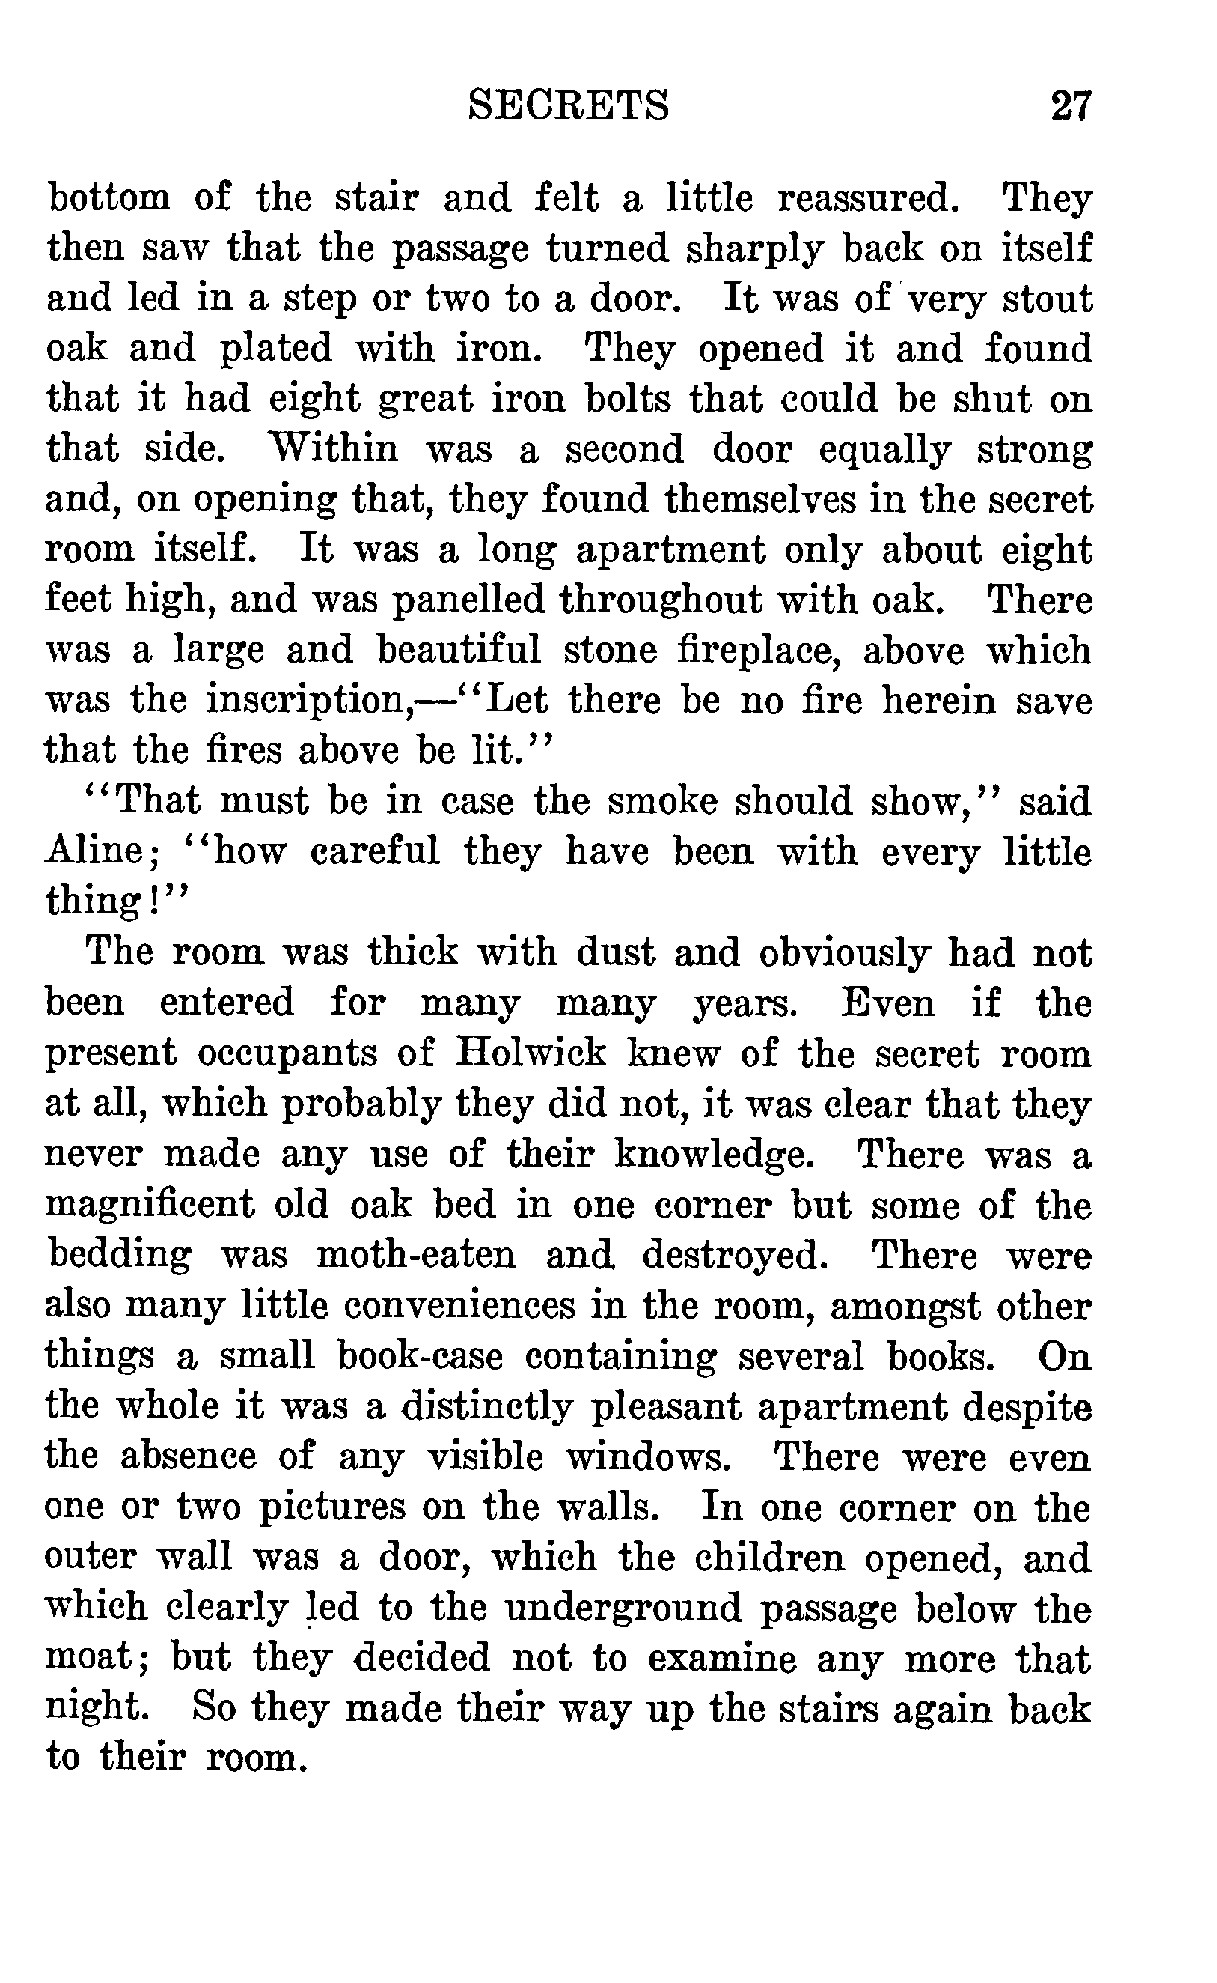 SECRETS 27
bottom of the stair and felt a little reassured. They
then saw that the passage turned sharply back on itself
and led in a step or two to a door. It was of very stout
oak and plated with iron. They opened it and found
that it had eight great iron bolts that could be shut on
that side. Within was a second door equally strong
and, on opening that, they found themselves in the secret
room itself. It was a long apartment only about eight
feet high, and was panelled throughout with oak. There
was a large and beautiful stone fireplace, above which
was the inscription,—"Let there be no fire herein save
that the fires above be lit."
"That must be in case the smoke should show," said
Aline; "how careful they have been with every little
thing!"
The room was thick with dust and obviously had not
been entered for many many years. Even if the
present occupants of Holwick knew of the secret room
at all, which probably they did not, it was clear that they
never made any use of their knowledge. There was a
magnificent old oak bed in one corner but some of the
bedding was moth-eaten and destroyed. There were
also many little conveniences in the room, amongst other
things a small book-case containing several books. On
the whole it was a distinctly pleasant apartment despite
the absence of any visible windows. There were even
one or two pictures on the walls. In one corner on the
outer wall was a door, which the children opened, and
which clearly led to the underground passage below the
moat; but they decided not to examine any more that
night. So they made their way up the stairs again back
to their room.